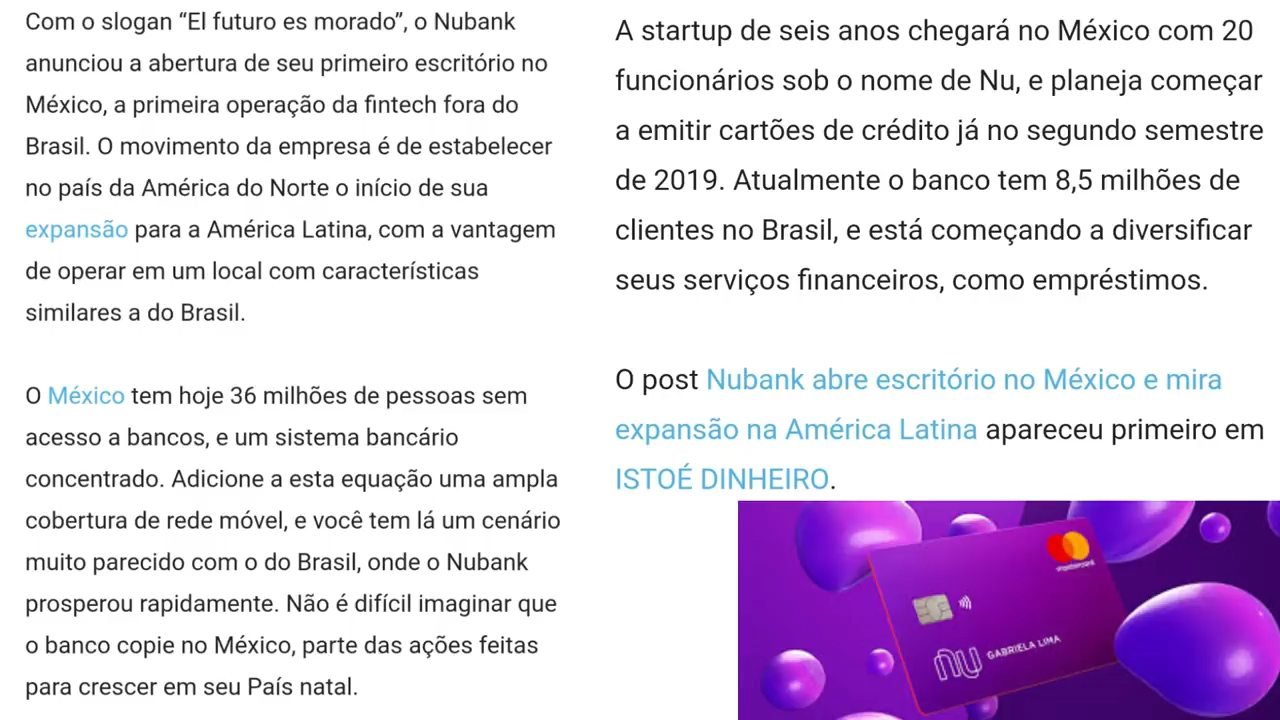 Com o slogan “El futuro es morado”, o Nubank
anunciou a abertura de seu primeiro escritório no
México, a primeira operação da fintech fora do
Brasil. O movimento da empresa é de estabelecer
no país da América do Norte o início de sua
expansão para a América Latina, com a vantagem
de operar em um local com características
similares a do Brasil.
O México tem hoje 36 milhões de pessoas sem
acesso a bancos, e um sistema bancário
concentrado. Adicione a esta equação uma ampla
cobertura de rede móvel, e você tem lá um cenário
muito parecido com o do Brasil, onde o Nubank
prosperou rapidamente. Não é difícil imaginar que
o banco copie no México, parte das ações feitas
para crescer em seu País natal.
A startup de seis anos chegará no México com 20
funcionários sob o nome de Nu, e planeja começar
a emitir cartões de crédito já no segundo semestre
de 2019. Atualmente o banco tem 8,5 milhões de
clientes no Brasil, e está começando a diversificar
seus serviços financeiros, como empréstimos.
O post Nubank abre escritório no México e mira
expansão na América Latina apareceu primeiro em
ISTOÉ DINHEIRO.
mastercard
nu GABRIELA LIMA